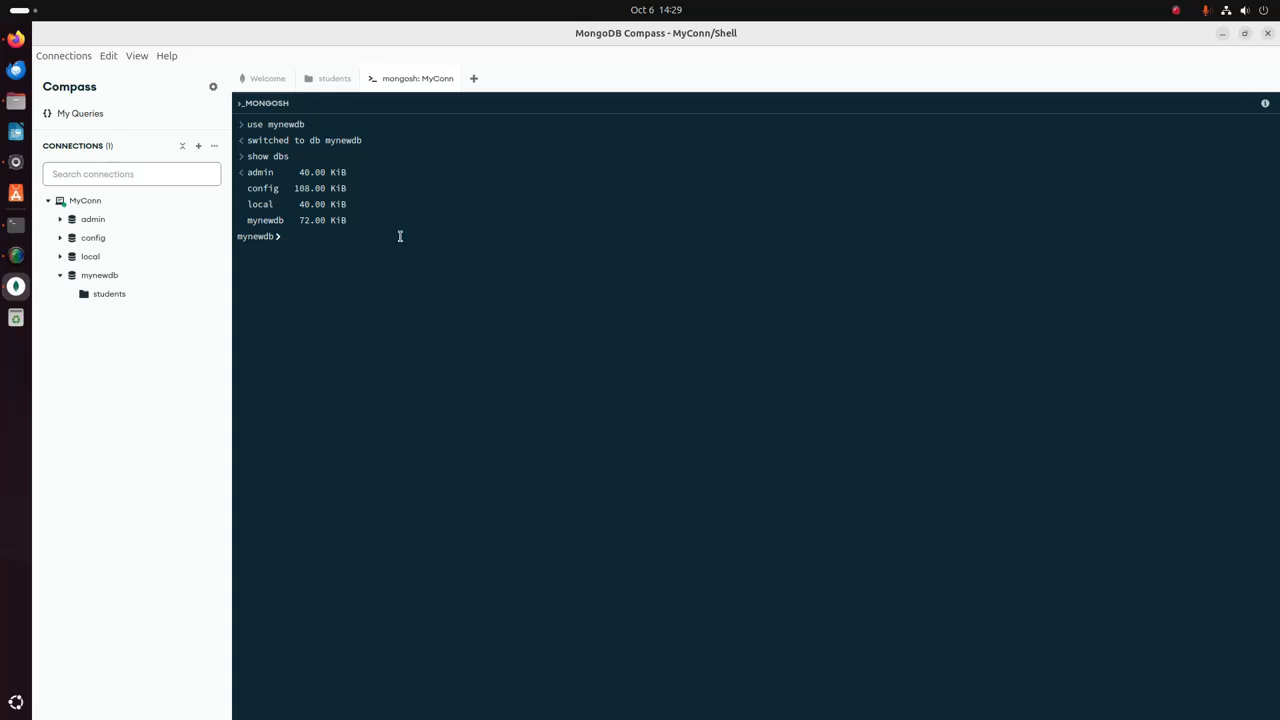 Oct 6 14:29
MongoDB Compass - MyConn/Shell
Connections Edit View Help
Compass
{} My Queries
CONNECTIONS (1)
Search connections
MyConn
admin
config
local
mynewdb
students
Welcome
students
>_ mongosh: MyConn
>_MONGOSH
> use mynewdb
< switched to db mynewdb
> show dbs
< admin 40.00 KiB
config 108.00 KiB
local 40.00 KiB
mynewdb 72.00 KiB
mynewdb>